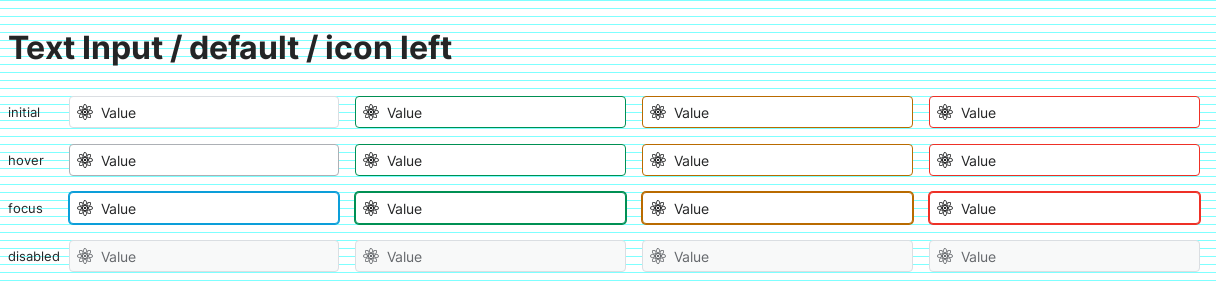 Text Input / default / icon left
initial Value Value Value Value
hover Value Value Value Value
focus Value Value Value Value
disabled Value Value Value Value